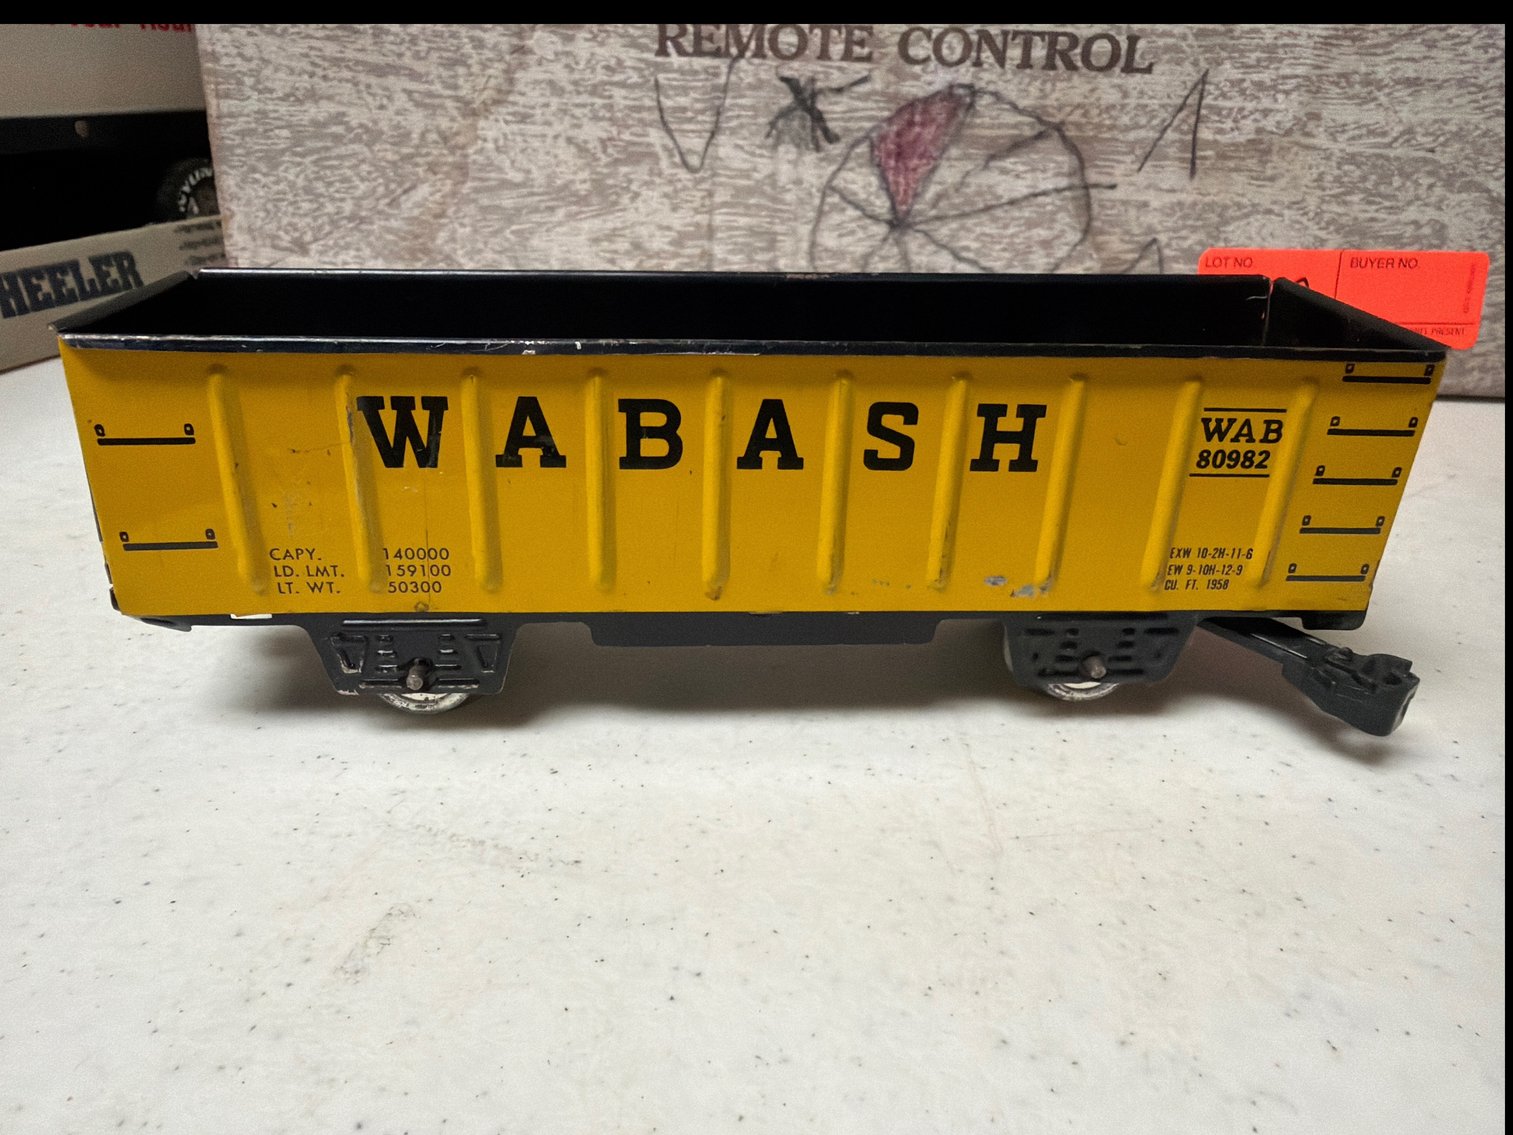 REMOTE CONTROL
HEELER
LOT NO.
BUYER NO.
PRESENT
WABASH
WAB
80982
CAPY. 140000
LD. LMT. 159100
LT. WT. 50300
EXW 10-2H-11-6
EW 9-10H-12-9
CU. FT. 1958